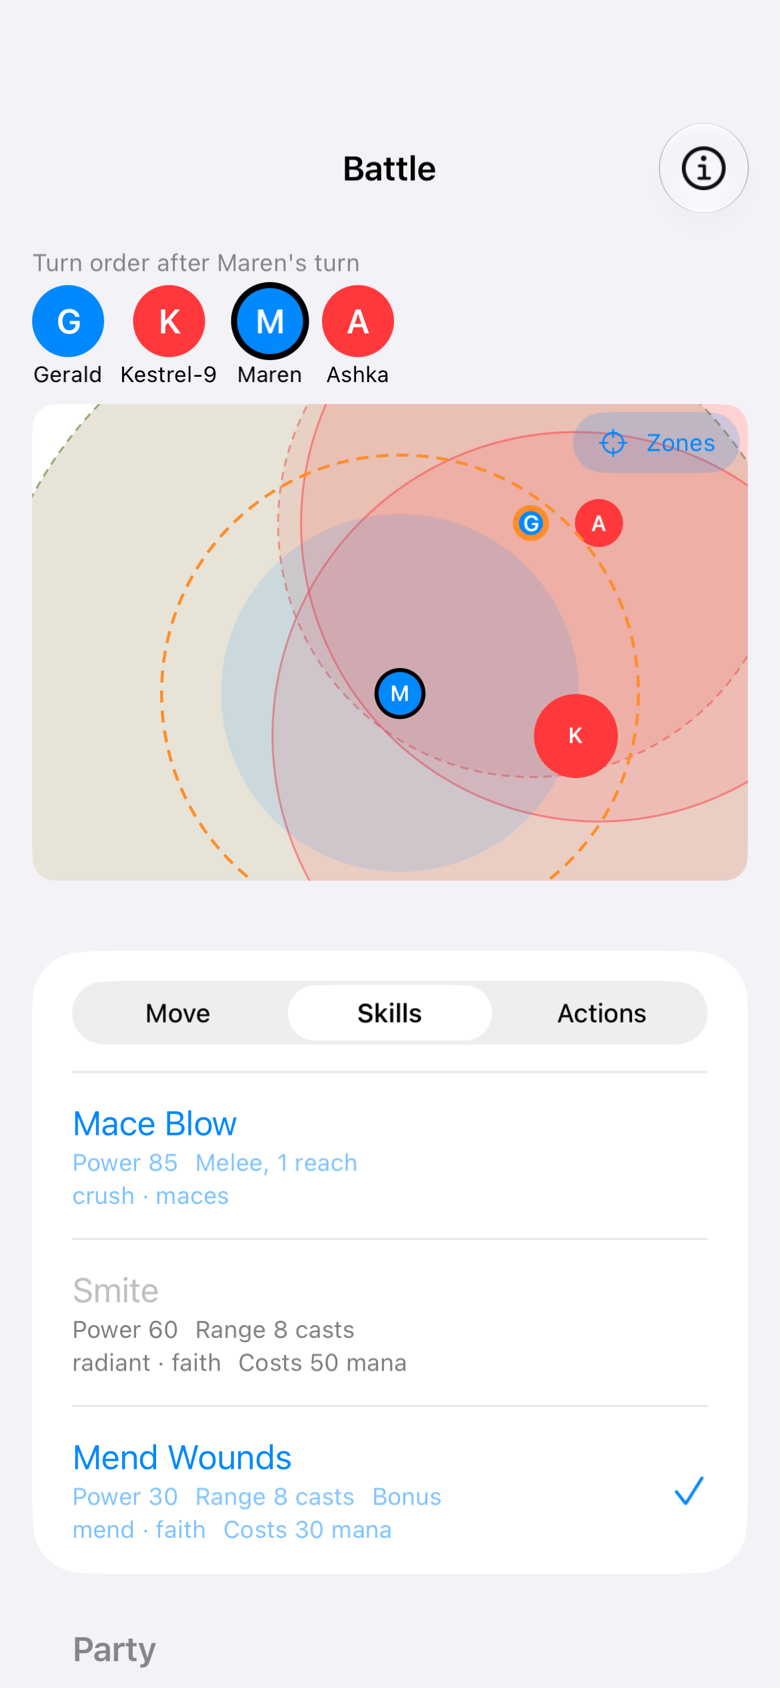 Battle
Turn order after Maren's turn
G K M A
Gerald Kestrel-9 Maren Ashka
Zones
G A
M
K
Move Skills Actions
Mace Blow
Power 85 Melee, 1 reach
crush · maces
Smite
Power 60 Range 8 casts
radiant · faith Costs 50 mana
Mend Wounds
Power 30 Range 8 casts Bonus
mend · faith Costs 30 mana
Party